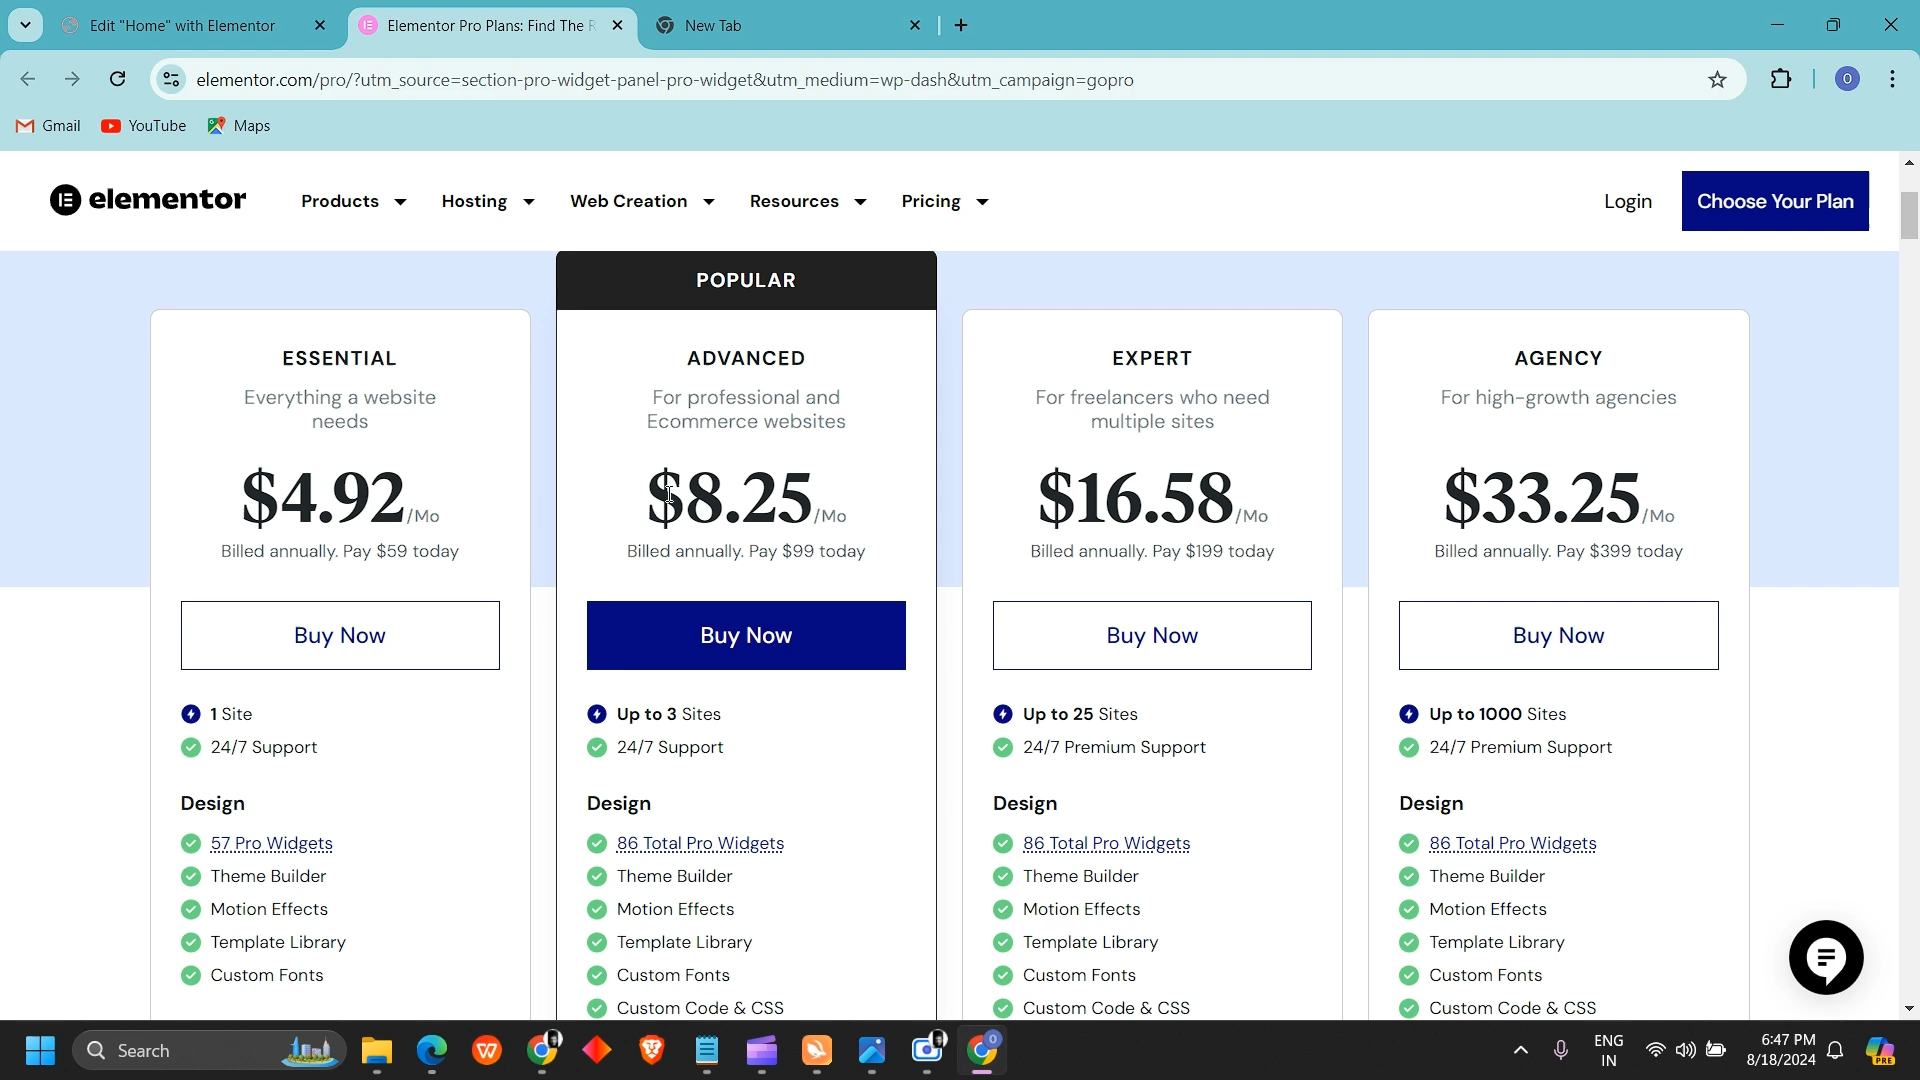 Edit "Home" with Elementor
Elementor Pro Plans: Find The R
New Tab
elementor.com/pro/?utm_source=section-pro-widget-panel-pro-widget&utm_medium=wp-dash&utm_campaign=gopro
O
Gmail YouTube Maps
elementor Products Hosting Web Creation Resources Pricing Login Choose Your Plan
POPULAR
ESSENTIAL
Everything a website
needs
$4.92/Mo
Billed annually. Pay $59 today
Buy Now
1 Site
24/7 Support
Design
57 Pro Widgets
Theme Builder
Motion Effects
Template Library
Custom Fonts
ADVANCED
For professional and
Ecommerce websites
$8.25/Mo
Billed annually. Pay $99 today
Buy Now
Up to 3 Sites
24/7 Support
Design
86 Total Pro Widgets
Theme Builder
Motion Effects
Template Library
Custom Fonts
Custom Code & CSS
EXPERT
For freelancers who need
multiple sites
$16.58/Mo
Billed annually. Pay $199 today
Buy Now
Up to 25 Sites
24/7 Premium Support
Design
86 Total Pro Widgets
Theme Builder
Motion Effects
Template Library
Custom Fonts
Custom Code & CSS
AGENCY
For high-growth agencies
$33.25/Mo
Billed annually. Pay $399 today
Buy Now
Up to 1000 Sites
24/7 Premium Support
Design
86 Total Pro Widgets
Theme Builder
Motion Effects
Template Library
Custom Fonts
Custom Code & CSS
Search
ENG
IN
6:47 PM
8/18/2024
PRE